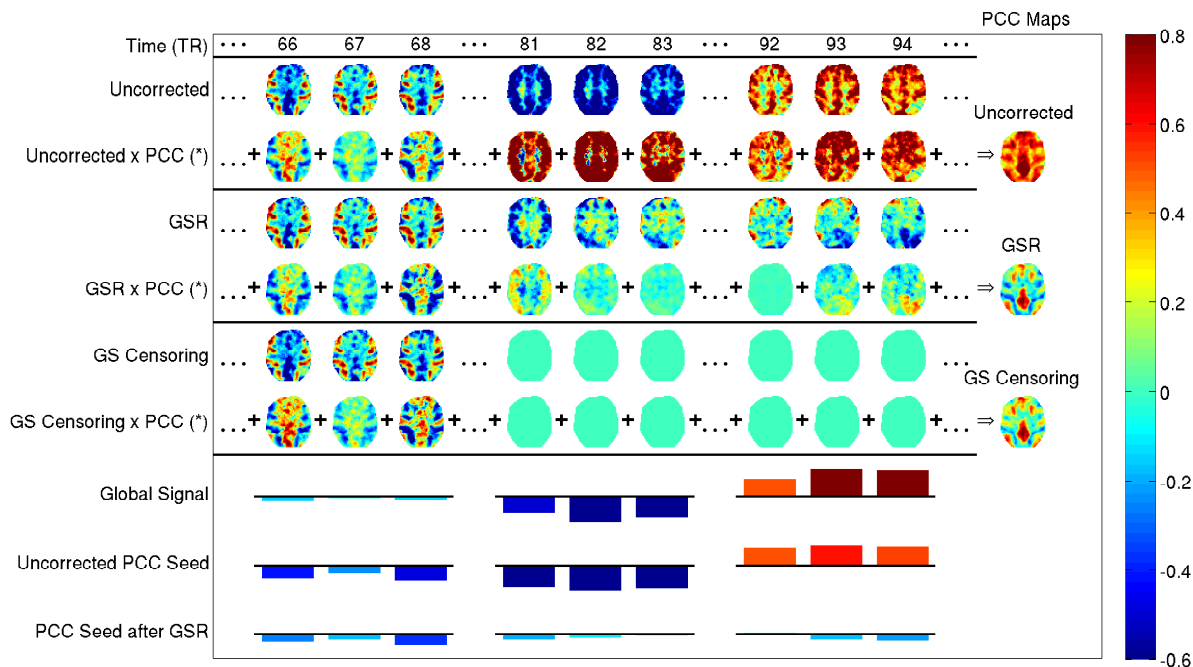 PCC Maps
Time (TR) ... 66 67 68 ... 81 82 83 ... 92 93 94 ...
Uncorrected ... ... ... ...
Uncorrected
Uncorrected x PCC (*) ... + + + + ... + + + + ... + + + + ... ⇒
GSR ... ... ... ...
GSR
GSR x PCC (*) ... + + + + ... + + + + ... + + + + ... ⇒
GS Censoring ... ... ... ...
GS Censoring
GS Censoring x PCC (*) ... + + + + ... + + + + ... + + + + ... ⇒
Global Signal
Uncorrected PCC Seed
PCC Seed after GSR
0.8
0.6
0.4
0.2
0
-0.2
-0.4
-0.6